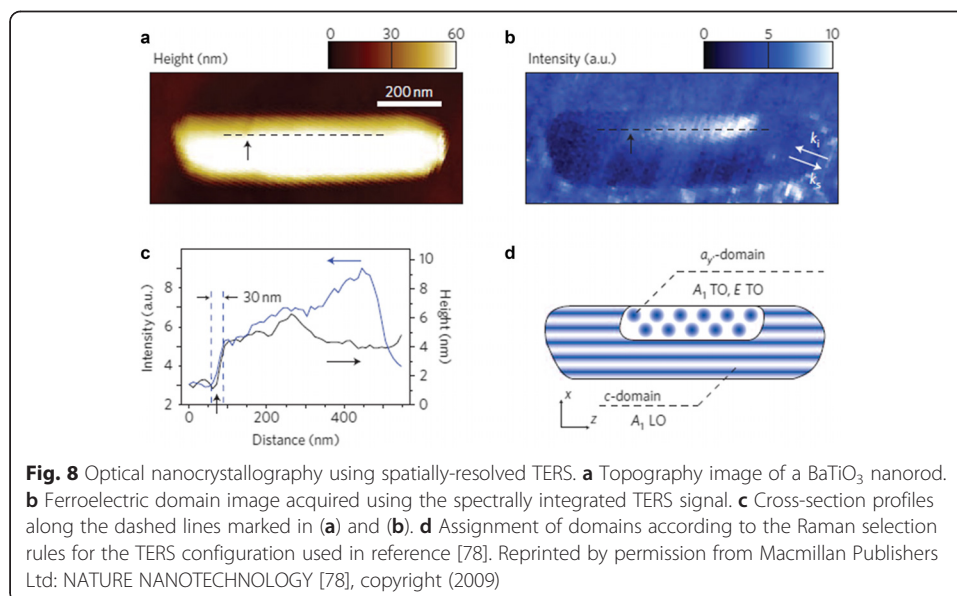 a
Height (nm)
0 30 60
200 nm
b
Intensity (a.u.)
0 5 10
ki
ks
c
Intensity (a.u.)
8
6
4
2
30 nm
10
8
6
4
2
0
Height (nm)
0 200 400
Distance (nm)
d
ay′-domain
A1 TO, E TO
c-domain
A1 LO
x
z
Fig. 8 Optical nanocrystallography using spatially-resolved TERS. a Topography image of a BaTiO3 nanorod.
b Ferroelectric domain image acquired using the spectrally integrated TERS signal. c Cross-section profiles
along the dashed lines marked in (a) and (b). d Assignment of domains according to the Raman selection
rules for the TERS configuration used in reference [78]. Reprinted by permission from Macmillan Publishers
Ltd: NATURE NANOTECHNOLOGY [78], copyright (2009)